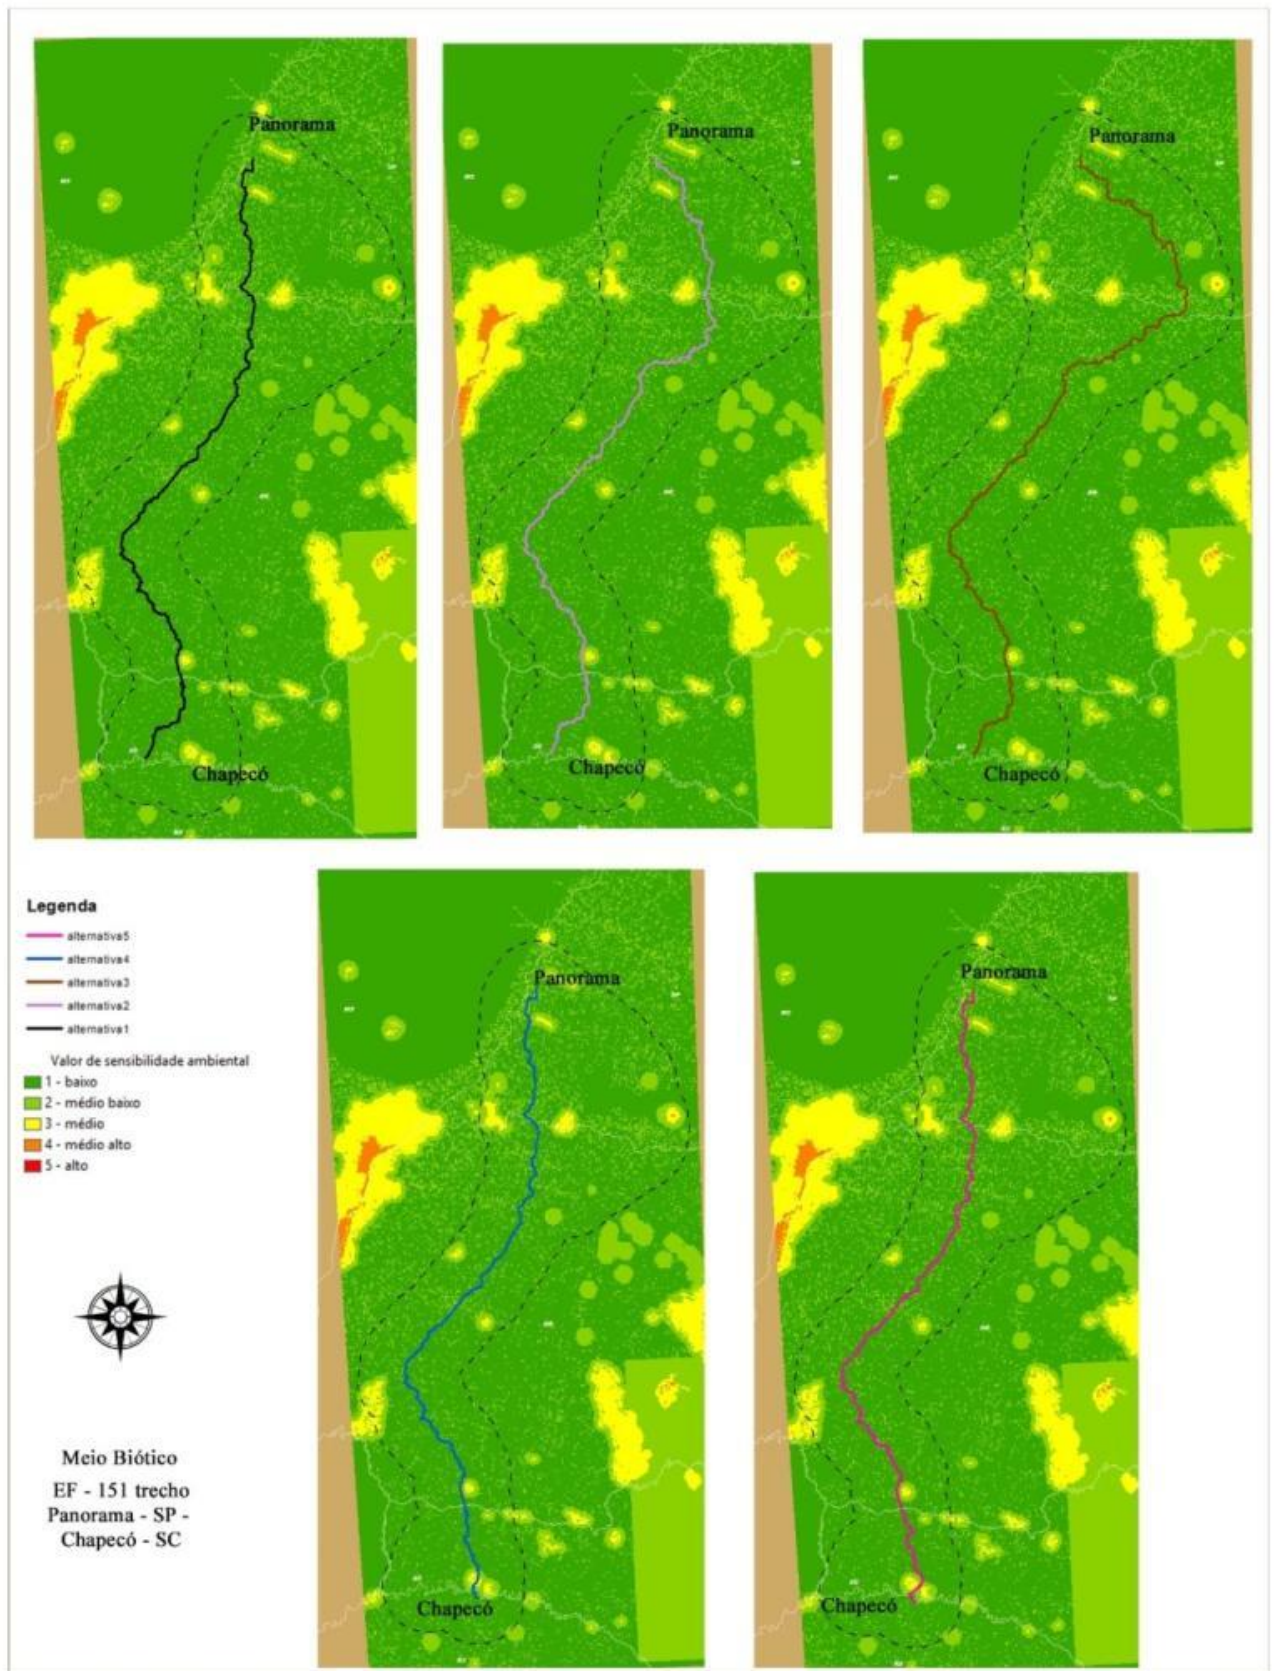 Panorama
Panorama
Panorama
Chapecó
Chapecó
Chapecó
Legenda
alternativa5
alternativa4
alternativa3
alternativa2
alternativa1
Valor de sensibilidade ambiental
1 - baixo
2 - médio baixo
3 - médio
4 - médio alto
5 - alto
Meio Biótico
EF - 151 trecho
Panorama - SP -
Chapecó - SC
Panorama
Panorama
Chapecó
Chapecó